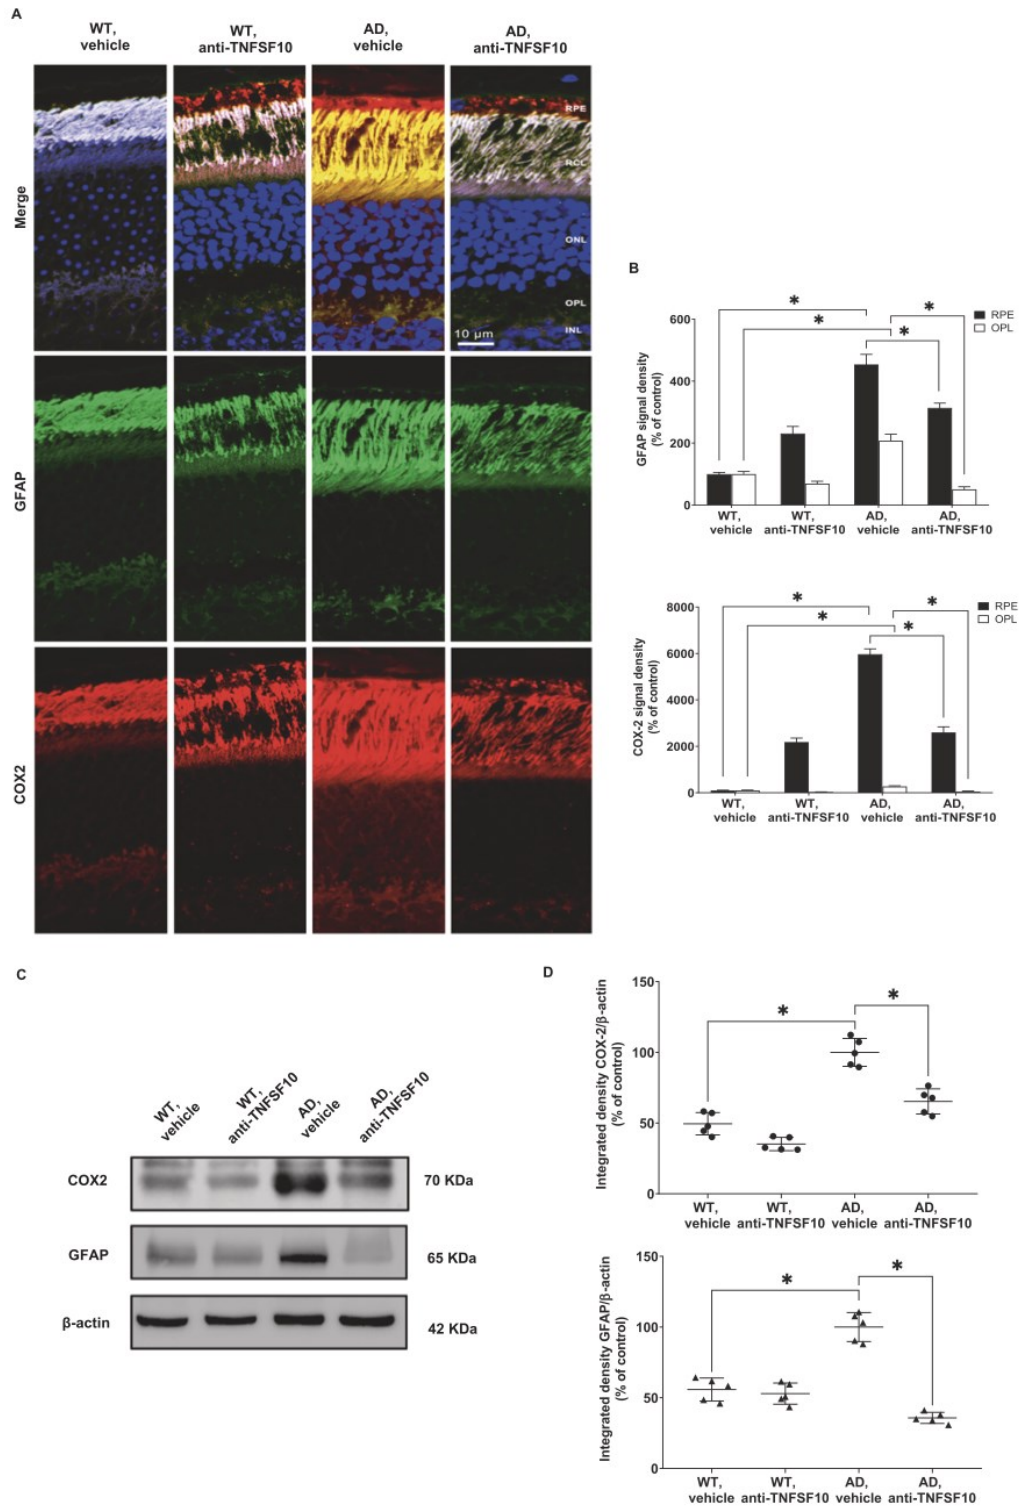 A
WT,
vehicle
WT,
anti-TNFSF10
AD,
vehicle
AD,
anti-TNFSF10
Merge
RPE
RCL
ONL
OPL
INL
10 µm
GFAP
COX2
B
GFAP signal density
(% of control)
600
400
200
0
RPE
OPL
*
*
*
*
WT,
vehicle
WT,
anti-TNFSF10
AD,
vehicle
AD,
anti-TNFSF10
COX-2 signal density
(% of control)
8000
6000
4000
2000
0
RPE
OPL
*
*
*
*
WT,
vehicle
WT,
anti-TNFSF10
AD,
vehicle
AD,
anti-TNFSF10
C
WT,
vehicle
WT,
anti-TNFSF10
AD,
vehicle
AD,
anti-TNFSF10
COX2
70 KDa
GFAP
65 KDa
β-actin
42 KDa
D
Integrated density COX-2/β-actin
(% of control)
150
100
50
0
*
*
WT,
vehicle
WT,
anti-TNFSF10
AD,
vehicle
AD,
anti-TNFSF10
Integrated density GFAP/β-actin
(% of control)
150
100
50
0
*
*
WT,
vehicle
WT,
anti-TNFSF10
AD,
vehicle
AD,
anti-TNFSF10